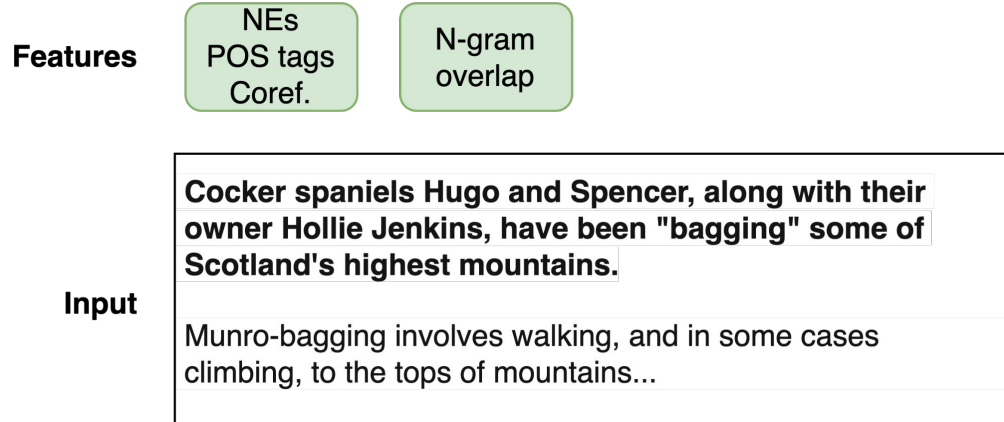 Features
NEs
POS tags
Coref.
N-gram
overlap
Input
Cocker spaniels Hugo and Spencer, along with their
owner Hollie Jenkins, have been "bagging" some of
Scotland's highest mountains.
Munro-bagging involves walking, and in some cases
climbing, to the tops of mountains...